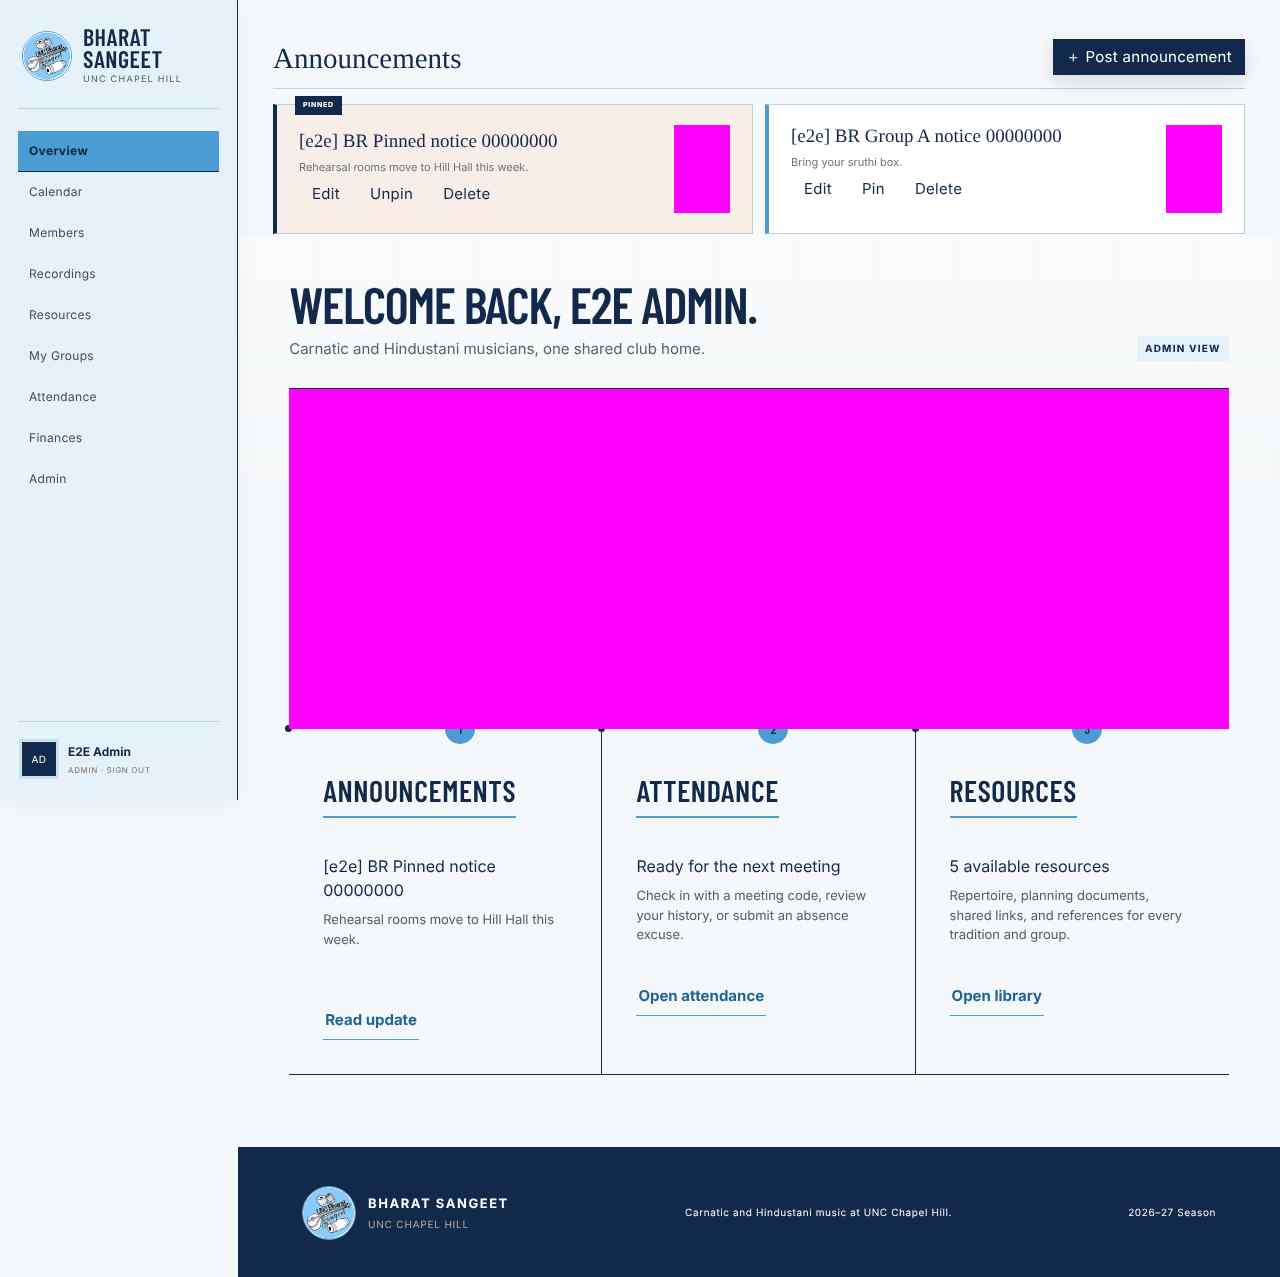 BHARAT
SANGEET
UNC CHAPEL HILL
Overview
Calendar
Members
Recordings
Resources
My Groups
Attendance
Finances
Admin
AD
E2E Admin
ADMIN · SIGN OUT
Announcements
+ Post announcement
PINNED
[e2e] BR Pinned notice 00000000
Rehearsal rooms move to Hill Hall this week.
Edit Unpin Delete
[e2e] BR Group A notice 00000000
Bring your sruthi box.
Edit Pin Delete
WELCOME BACK, E2E ADMIN.
Carnatic and Hindustani musicians, one shared club home.
ADMIN VIEW
1
ANNOUNCEMENTS
[e2e] BR Pinned notice
00000000
Rehearsal rooms move to Hill Hall this
week.
Read update
2
ATTENDANCE
Ready for the next meeting
Check in with a meeting code, review
your history, or submit an absence
excuse.
Open attendance
3
RESOURCES
5 available resources
Repertoire, planning documents,
shared links, and references for every
tradition and group.
Open library
BHARAT SANGEET
UNC CHAPEL HILL
Carnatic and Hindustani music at UNC Chapel Hill.
2026–27 Season